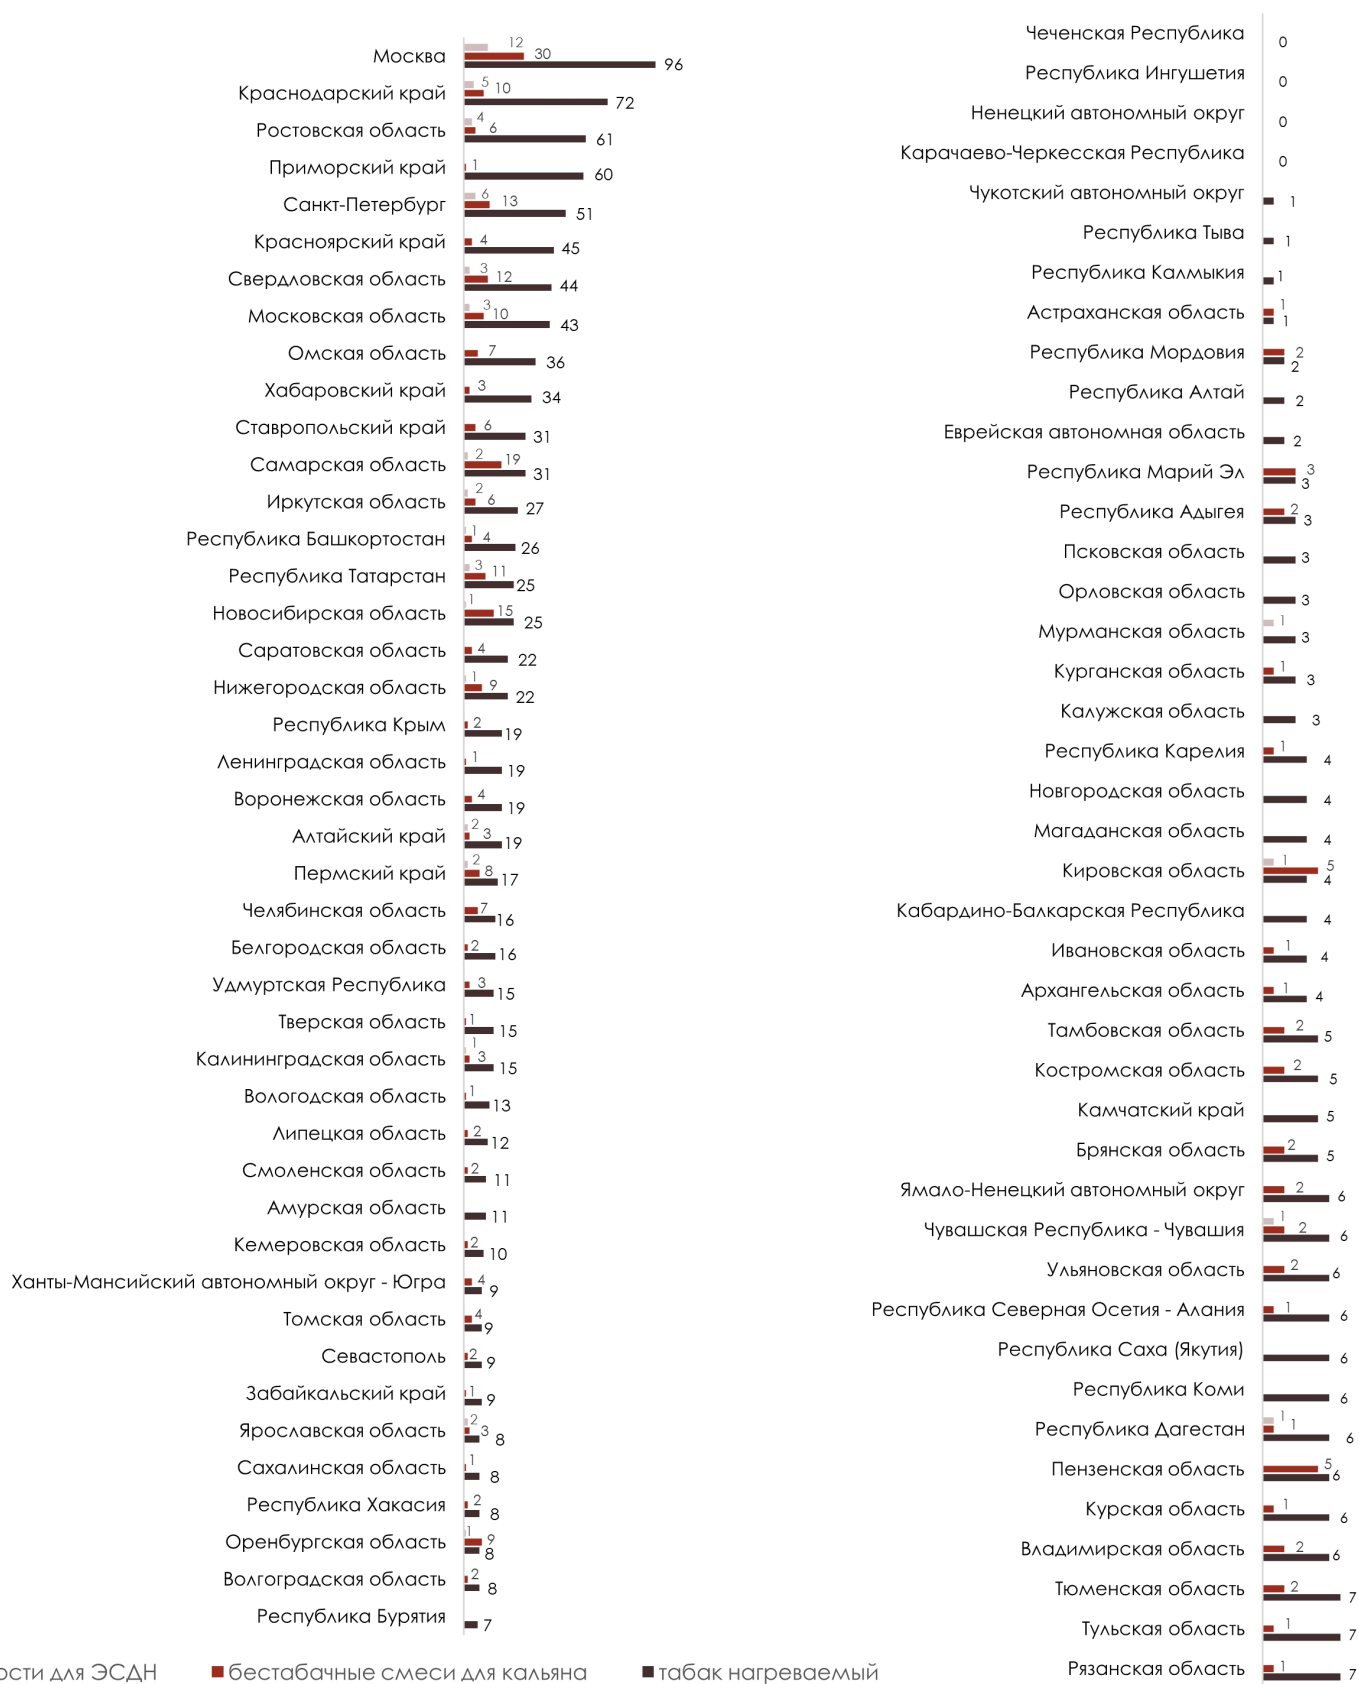 12
Москва 30
96
5
Краснодарский край 10
72
4
Ростовская область 6
61
Приморский край 1
60
6
Санкт-Петербург 13
51
Красноярский край 4
45
3
Свердловская область 12
44
3
Московская область 10
43
Омская область 7
36
Хабаровский край 3
34
Ставропольский край 6
31
2
Самарская область 19
31
2
Иркутская область 6
27
1
Республика Башкортостан 4
26
3
Республика Татарстан 11
25
1
Новосибирская область 15
25
Саратовская область 4
22
1
Нижегородская область 9
22
Республика Крым 2
19
Ленинградская область 1
19
Воронежская область 4
19
2
Алтайский край 3
19
2
Пермский край 8
17
Челябинская область 7
16
Белгородская область 2
16
Удмуртская Республика 3
15
Тверская область 1
15
1
Калининградская область 3
15
Вологодская область 1
13
Липецкая область 2
12
Смоленская область 2
11
Амурская область
11
Кемеровская область 2
10
Ханты-Мансийский автономный округ - Югра 4
9
Томская область 4
9
Севастополь 2
9
Забайкальский край 1
9
2
Ярославская область 3
8
Сахалинская область 1
8
Республика Хакасия 2
8
1
Оренбургская область 9
8
Волгоградская область 2
8
Республика Бурятия
7
Чеченская Республика
0
Республика Ингушетия
0
Ненецкий автономный округ
0
Карачаево-Черкесская Республика
0
Чукотский автономный округ
1
Республика Тыва
1
Республика Калмыкия
1
Астраханская область 1
1
Республика Мордовия 2
2
Республика Алтай
2
Еврейская автономная область
2
Республика Марий Эл 3
3
Республика Адыгея 2
3
Псковская область
3
Орловская область
3
1
Мурманская область
3
Курганская область 1
3
Калужская область
3
Республика Карелия 1
4
Новгородская область
4
Магаданская область
4
1
Кировская область 5
4
Кабардино-Балкарская Республика
4
Ивановская область 1
4
Архангельская область 1
4
Тамбовская область 2
5
Костромская область 2
5
Камчатский край
5
Брянская область 2
5
Ямало-Ненецкий автономный округ 2
6
1
Чувашская Республика - Чувашия 2
6
Ульяновская область 2
6
Республика Северная Осетия - Алания 1
6
Республика Саха (Якутия)
6
Республика Коми
6
1
Республика Дагестан 1
6
Пензенская область 5
6
Курская область 1
6
Владимирская область 2
6
Тюменская область 2
7
Тульская область 1
7
Рязанская область 1
7
ости для ЭСДН бестабачные смеси для кальяна табак нагреваемый